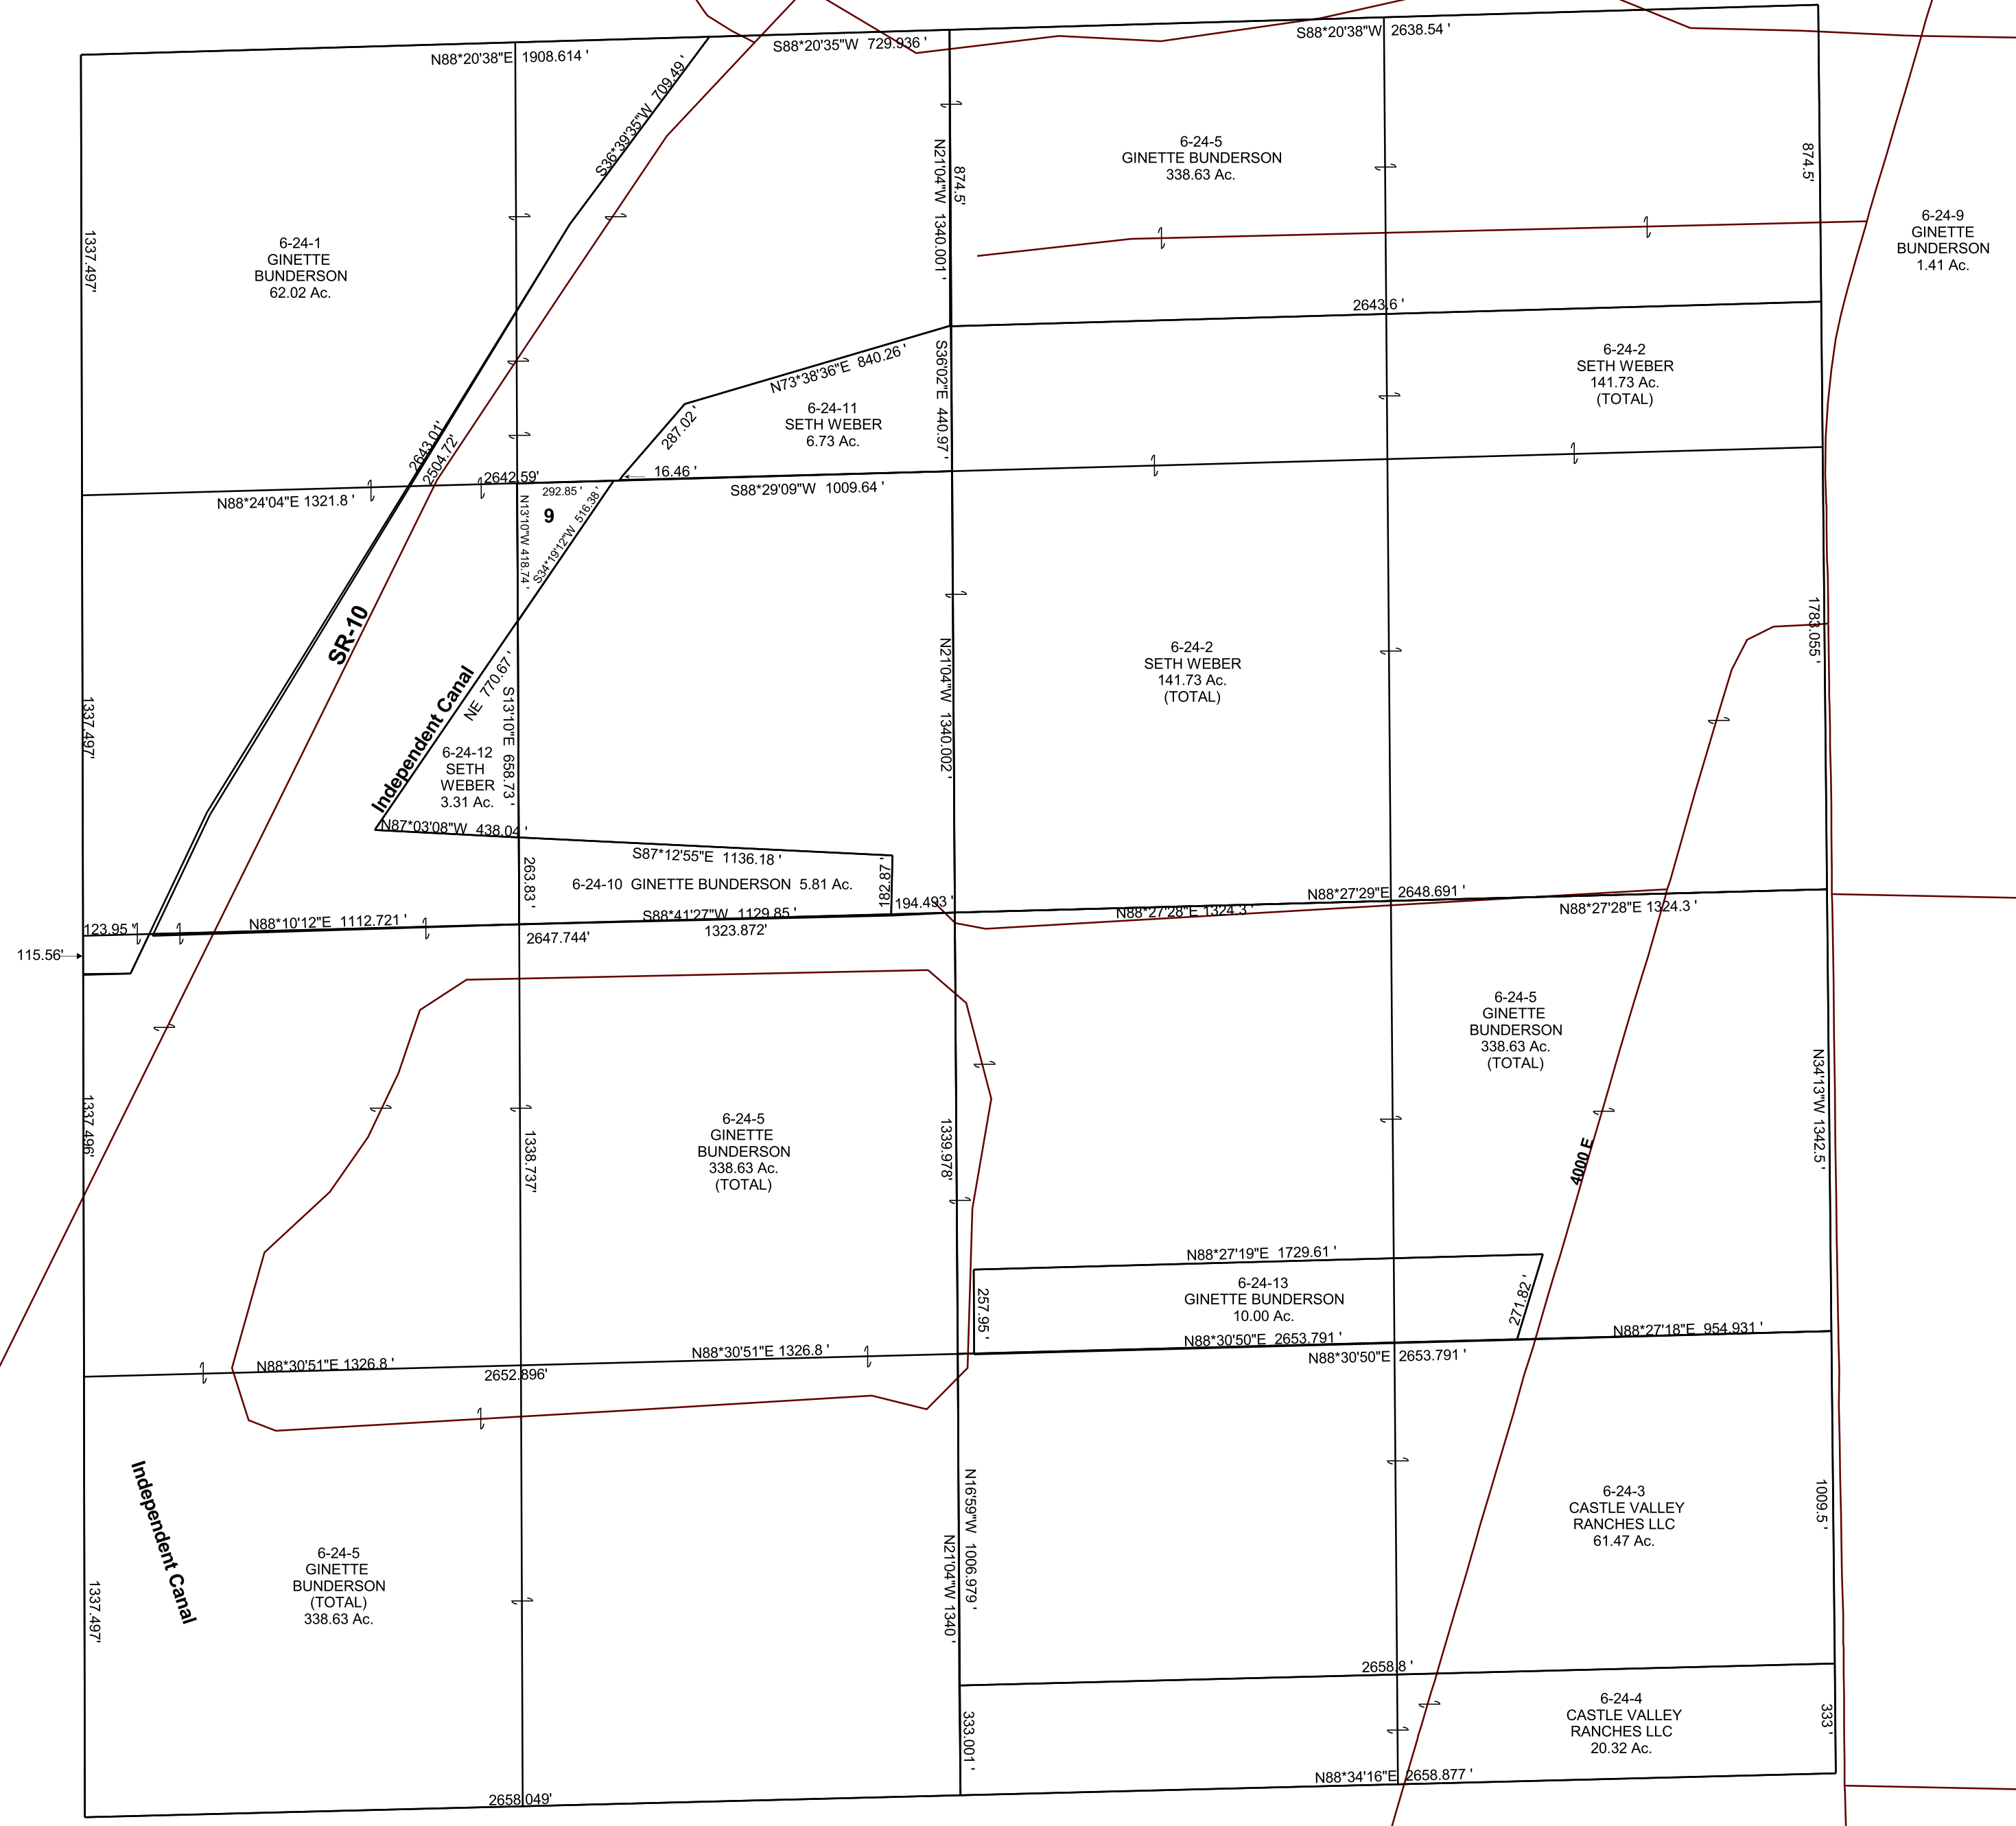 N88*20'38"E 1908.614 '
S88*20'35"W 729.936 '
S88*20'38"W 2638.54 '
S36*39'35"W 709.49'
N21'04"W 1340.001 '
874.5'
874.5'
6-24-5
GINETTE BUNDERSON
338.63 Ac.
6-24-9
GINETTE
BUNDERSON
1.41 Ac.
6-24-1
GINETTE
BUNDERSON
62.02 Ac.
1337.497'
2643.6 '
N73*38'36"E 840.26 '
S36'02"E 440.97 '
6-24-2
SETH WEBER
141.73 Ac.
(TOTAL)
6-24-11
SETH WEBER
6.73 Ac.
287.02 '
2643.01'
2504.72'
2642.59'
16.46 '
N88*24'04"E 1321.8 '
292.85 '
S88*29'09"W 1009.64 '
9
N13'10"W 418.74 '
S34*19'12"W 516.38 '
SR-10
1783.055 '
Independent Canal
NE 770.67 '
S13'10"E 658.73 '
N21'04"W 1340.002 '
6-24-2
SETH WEBER
141.73 Ac.
(TOTAL)
1337.497'
6-24-12
SETH
WEBER
3.31 Ac.
N87*03'08"W 438.04 '
S87*12'55"E 1136.18 '
263.83 '
6-24-10 GINETTE BUNDERSON 5.81 Ac.
182.87 '
194.493 '
N88*27'29"E 2648.691 '
N88*27'28"E 1324.3 '
N88*27'28"E 1324.3 '
123.95 '
N88*10'12"E 1112.721 '
S88*41'27"W 1129.85 '
2647.744'
1323.872'
115.56'
6-24-5
GINETTE
BUNDERSON
338.63 Ac.
(TOTAL)
N34'13"W 1342.5 '
1337.496'
1338.737'
6-24-5
GINETTE
BUNDERSON
338.63 Ac.
(TOTAL)
1339.978'
4000 E
N88*27'19"E 1729.61 '
6-24-13
GINETTE BUNDERSON
10.00 Ac.
257.95 '
271.82 '
N88*27'18"E 954.931 '
N88*30'50"E 2653.791 '
N88*30'50"E 2653.791 '
N88*30'51"E 1326.8 '
N88*30'51"E 1326.8 '
2652.896'
Independent Canal
N16'59"W 1006.979 '
N21'04"W 1340 '
6-24-3
CASTLE VALLEY
RANCHES LLC
61.47 Ac.
1009.5 '
1337.497'
6-24-5
GINETTE
BUNDERSON
(TOTAL)
338.63 Ac.
2658.8 '
333.001 '
6-24-4
CASTLE VALLEY
RANCHES LLC
20.32 Ac.
333 '
N88*34'16"E 2658.877 '
2658.049'